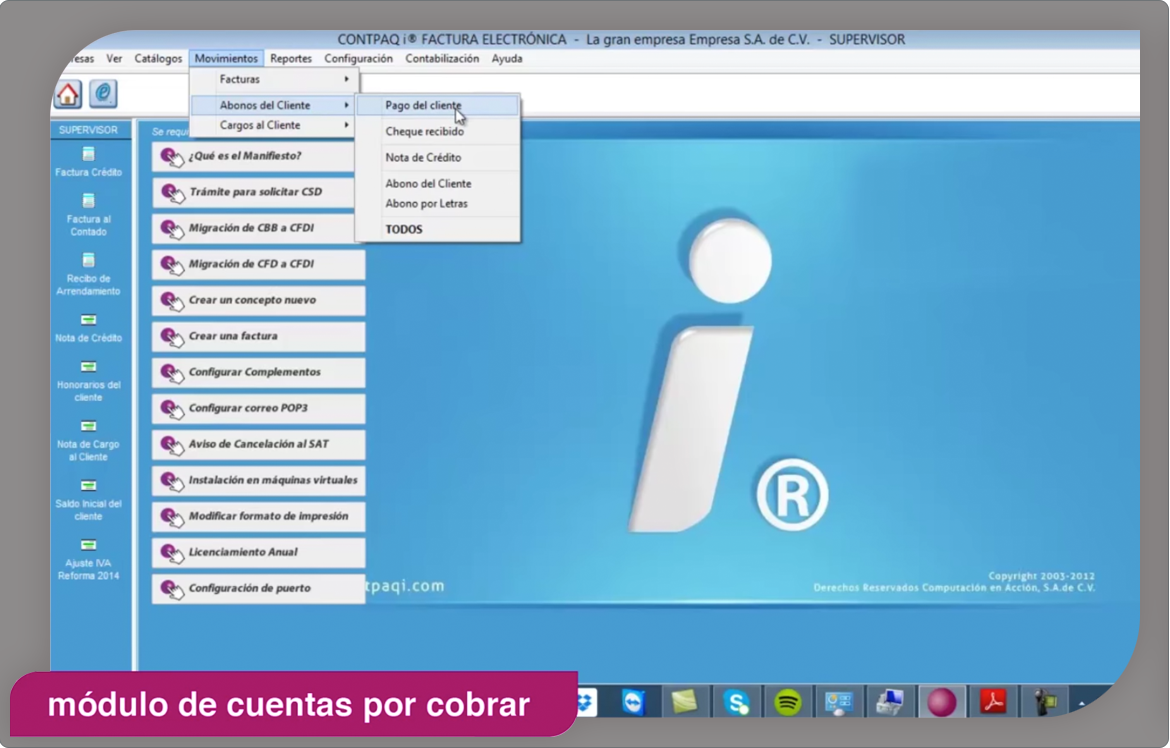 CONTPAQ i® FACTURA ELECTRÓNICA - La gran empresa Empresa S.A. de C.V. - SUPERVISOR
esas Ver Catálogos Movimientos Reportes Configuración Contabilización Ayuda
Facturas
Abonos del Cliente
Cargos al Cliente
Pago del cliente
Cheque recibido
Nota de Crédito
Abono del Cliente
Abono por Letras
TODOS
SUPERVISOR
Factura Crédito
Factura al
Contado
Recibo de
Arrendamiento
Nota de Crédito
Honorarios del
cliente
Nota de Cargo
al Cliente
Saldo Inicial del
cliente
Ajuste IVA
Reforma 2014
Se requi
¿Qué es el Manifiesto?
Trámite para solicitar CSD
Migración de CBB a CFDI
Migración de CFD a CFDI
Crear un concepto nuevo
Crear una factura
Configurar Complementos
Configurar correo POP3
Aviso de Cancelación al SAT
Instalación en máquinas virtuales
Modificar formato de impresión
Licenciamiento Anual
Configuración de puerto
i
®
tpaqi.com
Copyright 2003-2012
Derechos Reservados Computación en Acción, S.A.de C.V.
módulo de cuentas por cobrar